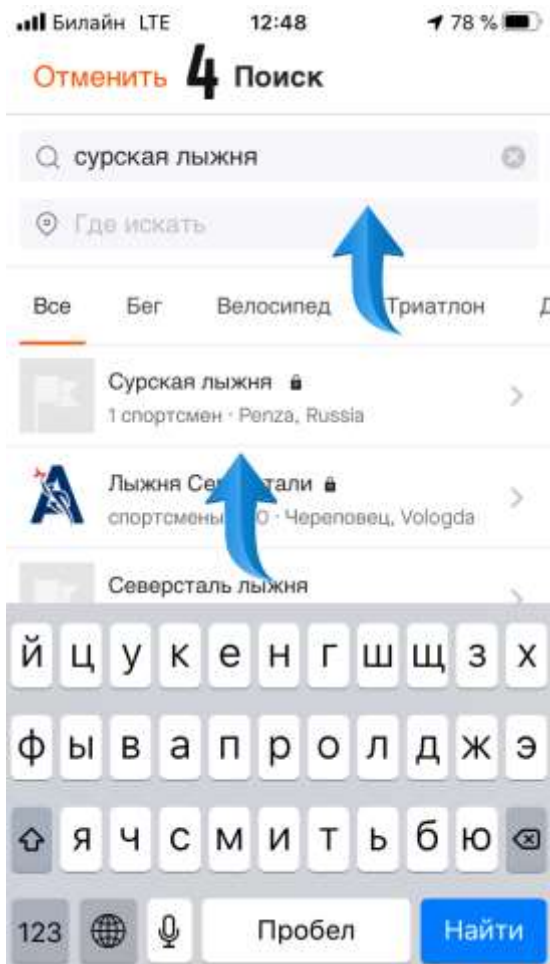 Билайн LTE 12:48 78 %
Отменить 4 Поиск
сурская лыжня
Где искать
Все Бег Велосипед Триатлон
Сурская лыжня
1 спортсмен · Penza, Russia
Лыжня
Череповец, Vologda
Северсталь лыжня
й ц у к е н г ш щ з х
ф ы в а п р о л д ж э
я ч с м и т ь б ю
123 Пробел Найти